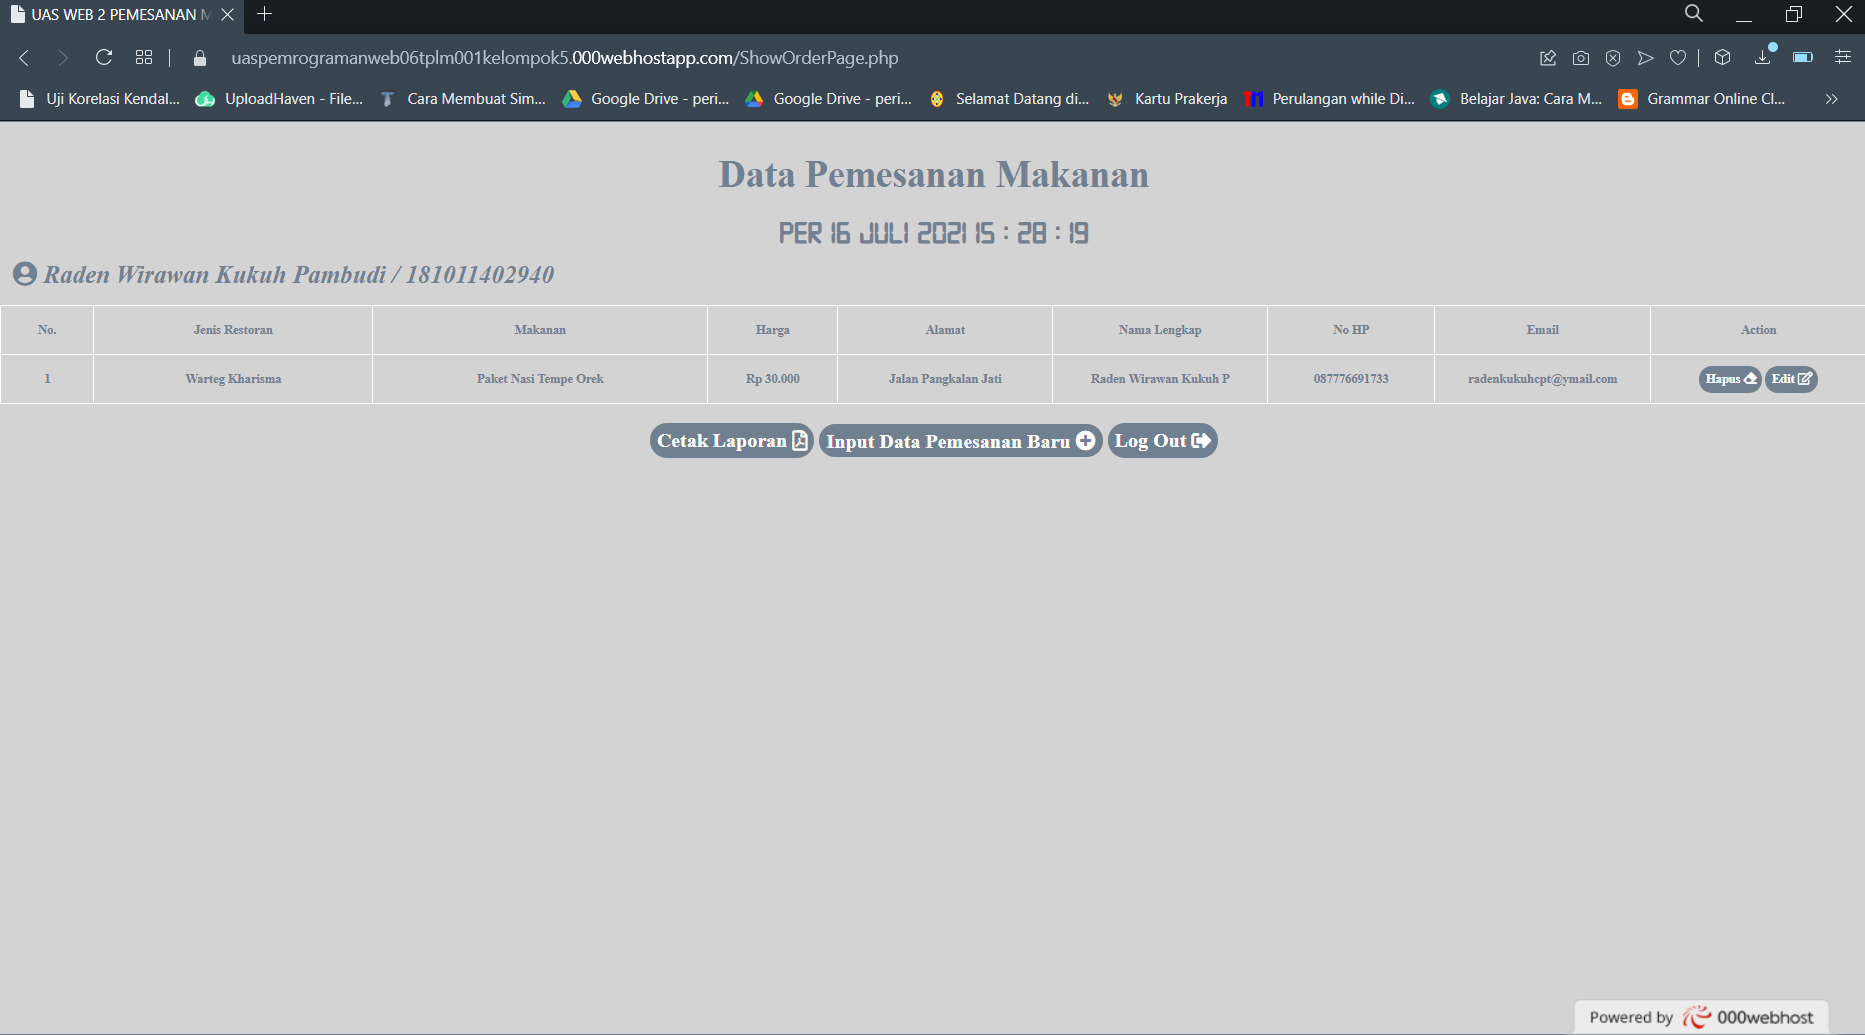 UAS WEB 2 PEMESANAN M
uaspemrogramanweb06tplm001kelompok5.000webhostapp.com/ShowOrderPage.php
Uji Korelasi Kendal... UploadHaven - File... Cara Membuat Sim... Google Drive - peri... Google Drive - peri... Selamat Datang di... Kartu Prakerja Perulangan while Di... Belajar Java: Cara M... Grammar Online Cl...
Data Pemesanan Makanan
PER 16 JULI 2021 15 : 28 : 19
Raden Wirawan Kukuh Pambudi / 181011402940
No. Jenis Restoran Makanan Harga Alamat Nama Lengkap No HP Email Action
1 Warteg Kharisma Paket Nasi Tempe Orek Rp 30.000 Jalan Pangkalan Jati Raden Wirawan Kukuh P 087776691733 radenkukuhcpt@ymail.com Hapus Edit
Cetak Laporan Input Data Pemesanan Baru Log Out
Powered by 000webhost